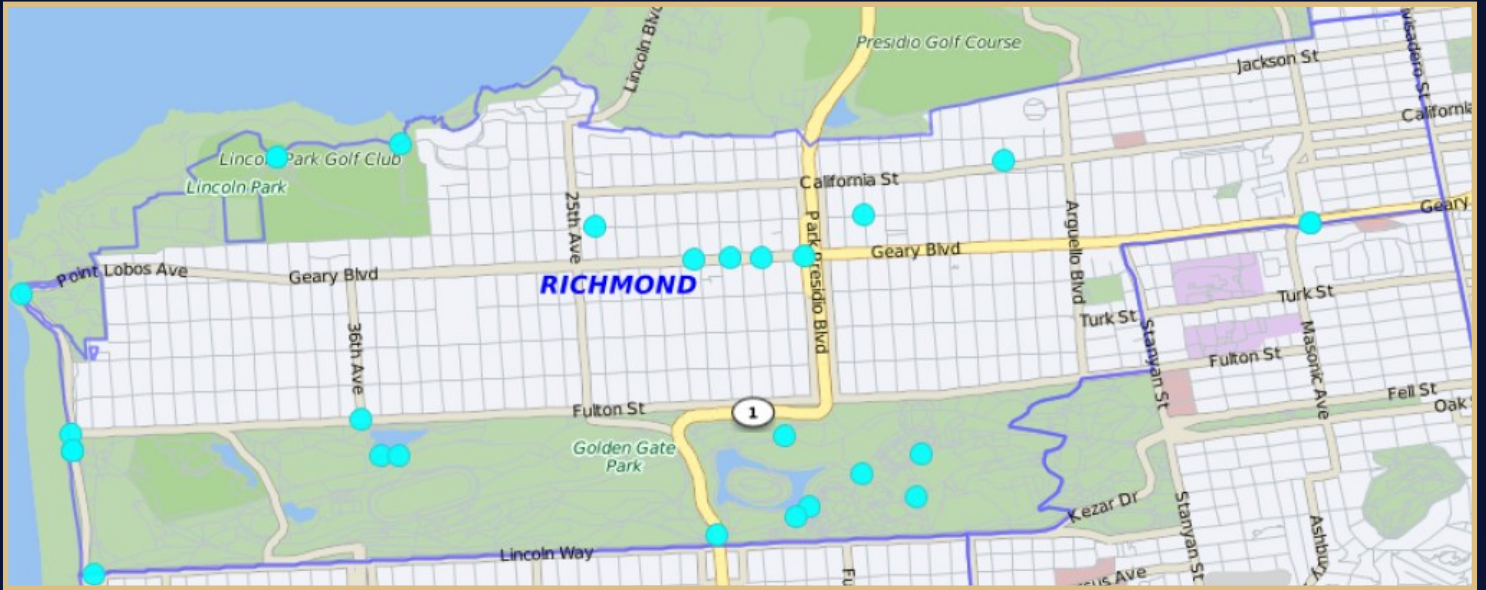 Lincoln Blvd
Presidio Golf Course
Jackson St
California
Lincoln Park Golf Club
Lincoln Park
California St
25th Ave
Park Presidio Blvd
Arguello Blvd
Geary
Geary Blvd
Point Lobos Ave
Geary Blvd
RICHMOND
Turk St
Turk St
36th Ave
Stanyan St
Masonic Ave
Fulton St
Fell St
Oak
Fulton St
1
Golden Gate
Park
Kezar Dr
Stanyan St
Ashbury
Lincoln Way
Fu
Ave